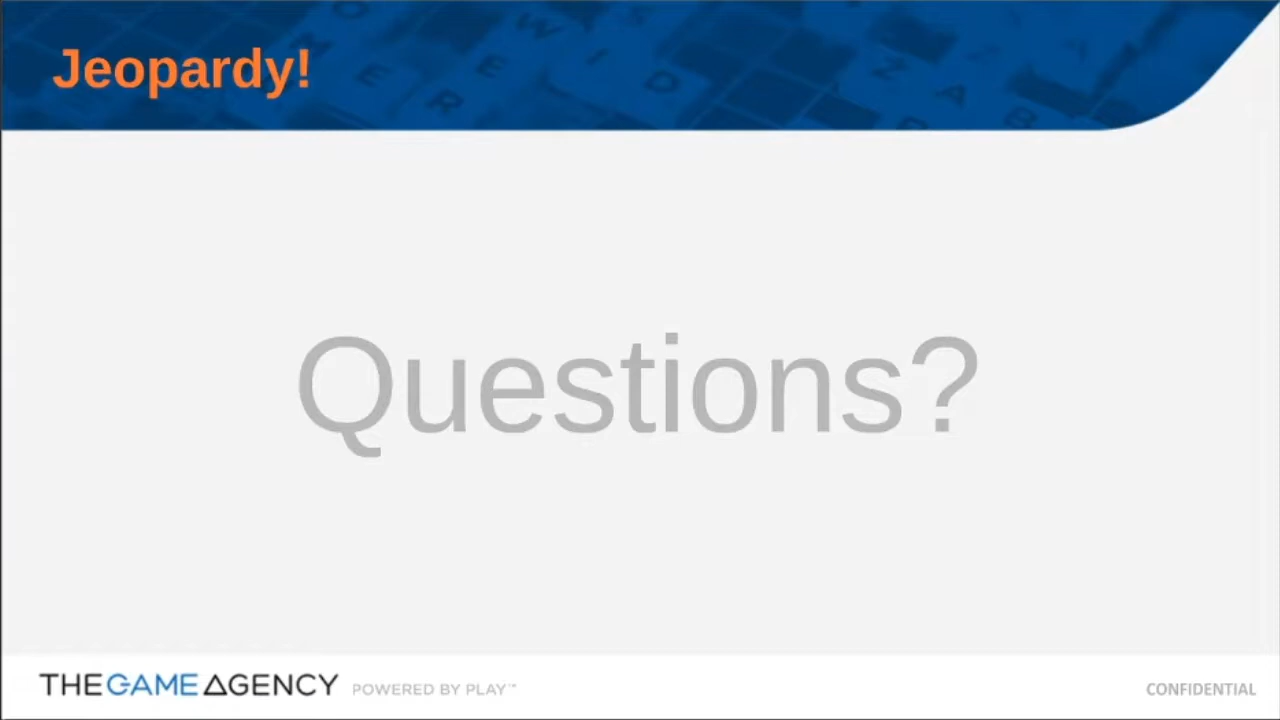 Jeopardy!
Questions?
THEGAMEAGENCY POWERED BY PLAY™
CONFIDENTIAL